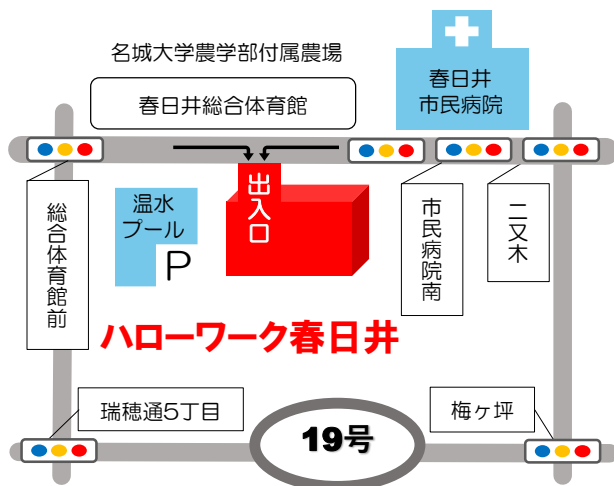 名城大学農学部付属農場
春日井総合体育館
春日井
市民病院
出入口
温水
プール
P
総合体育館前
市民病院南
二又木
ハローワーク春日井
瑞穂通5丁目
19号
梅ヶ坪